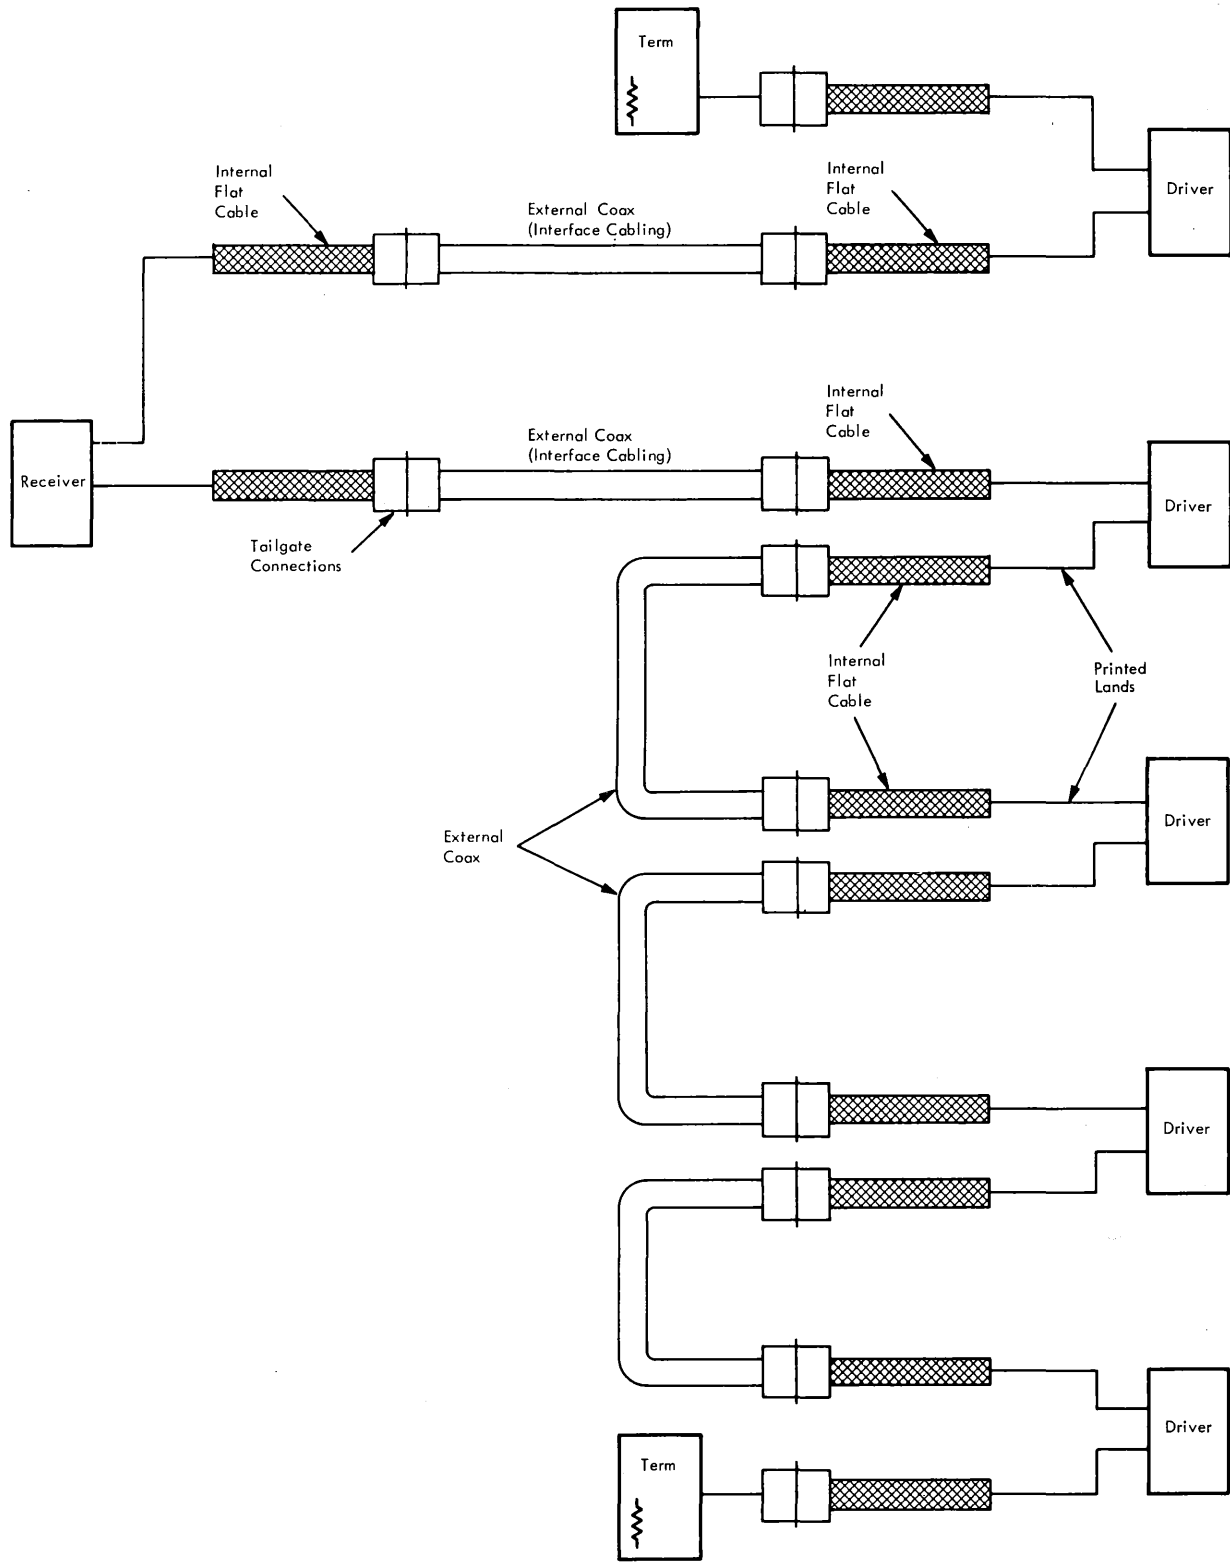 Term
Driver
Internal
Flat
Cable
External Coax
(Interface Cabling)
Internal
Flat
Cable
Internal
Flat
Cable
External Coax
(Interface Cabling)
Receiver
Driver
Tailgate
Connections
Internal
Flat
Cable
Printed
Lands
External
Coax
Driver
Driver
Driver
Term